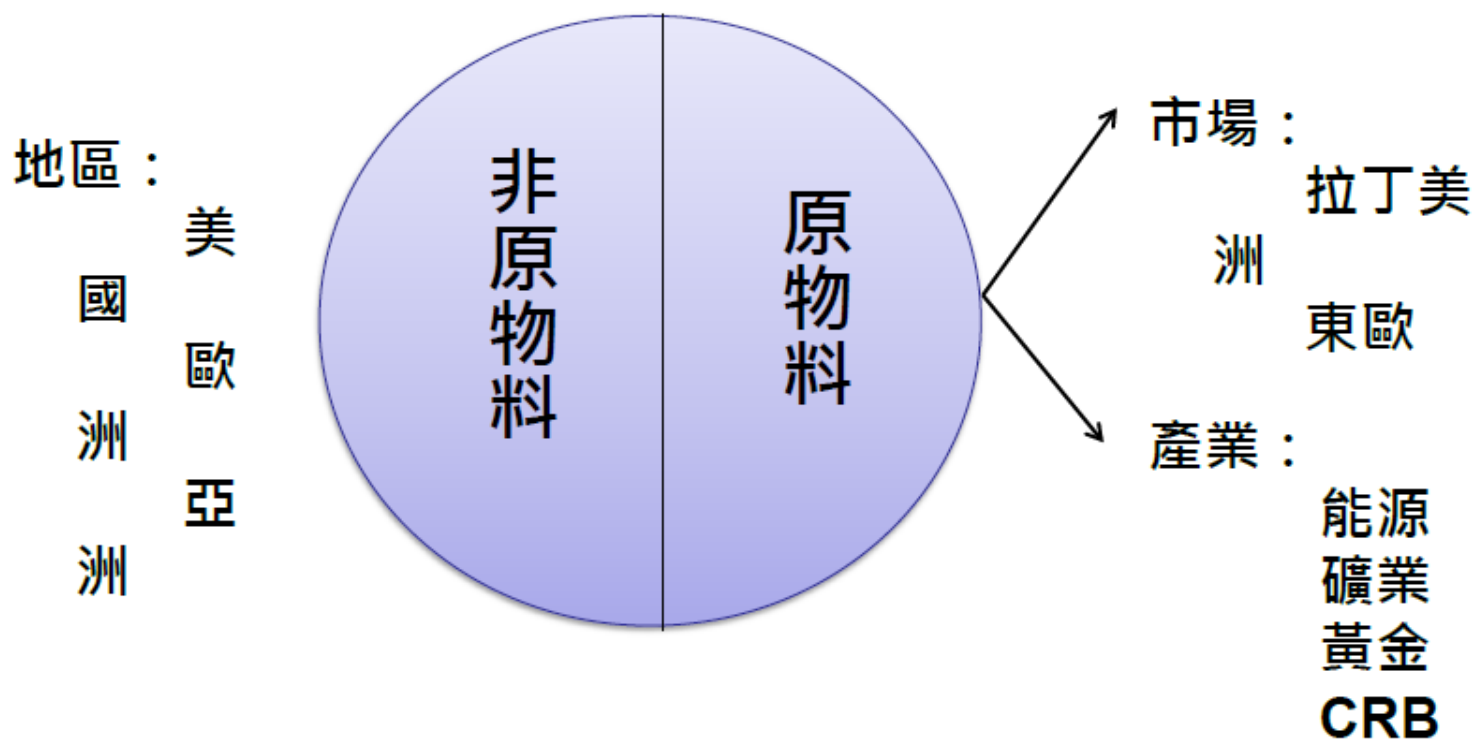 地區：
美
國
歐
洲
亞
洲
非原物料
原物料
市場：
拉丁美
洲
東歐
產業：
能源
礦業
黃金
CRB